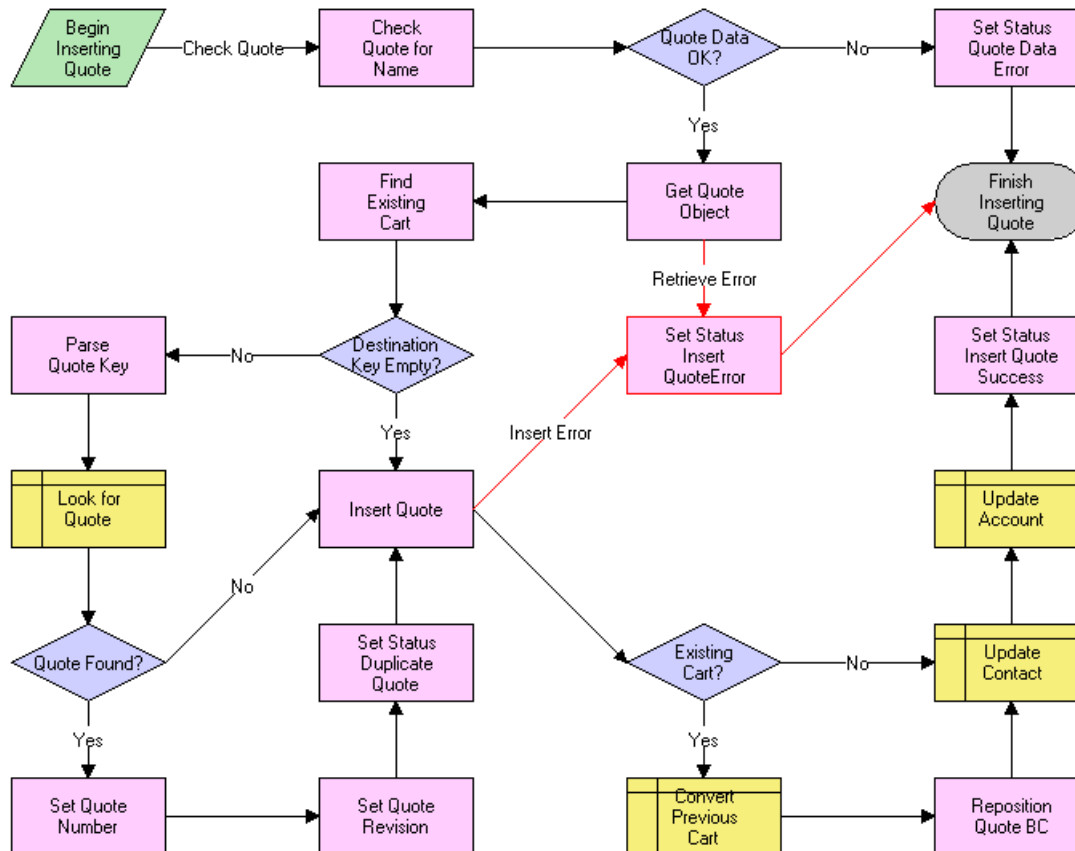 Begin
Inserting
Quote
Check Quote
Check
Quote for
Name
Quote Data
OK?
No
Set Status
Quote Data
Error
Yes
Find
Existing
Cart
Get Quote
Object
Finish
Inserting
Quote
Retrieve Error
Parse
Quote Key
No
Destination
Key Empty?
Set Status
Insert
QuoteError
Set Status
Insert Quote
Success
Yes
Insert Error
Look for
Quote
Insert Quote
Update
Account
No
Quote Found?
Set Status
Duplicate
Quote
Existing
Cart?
No
Update
Contact
Yes
Yes
Set Quote
Number
Set Quote
Revision
Convert
Previous
Cart
Reposition
Quote BC